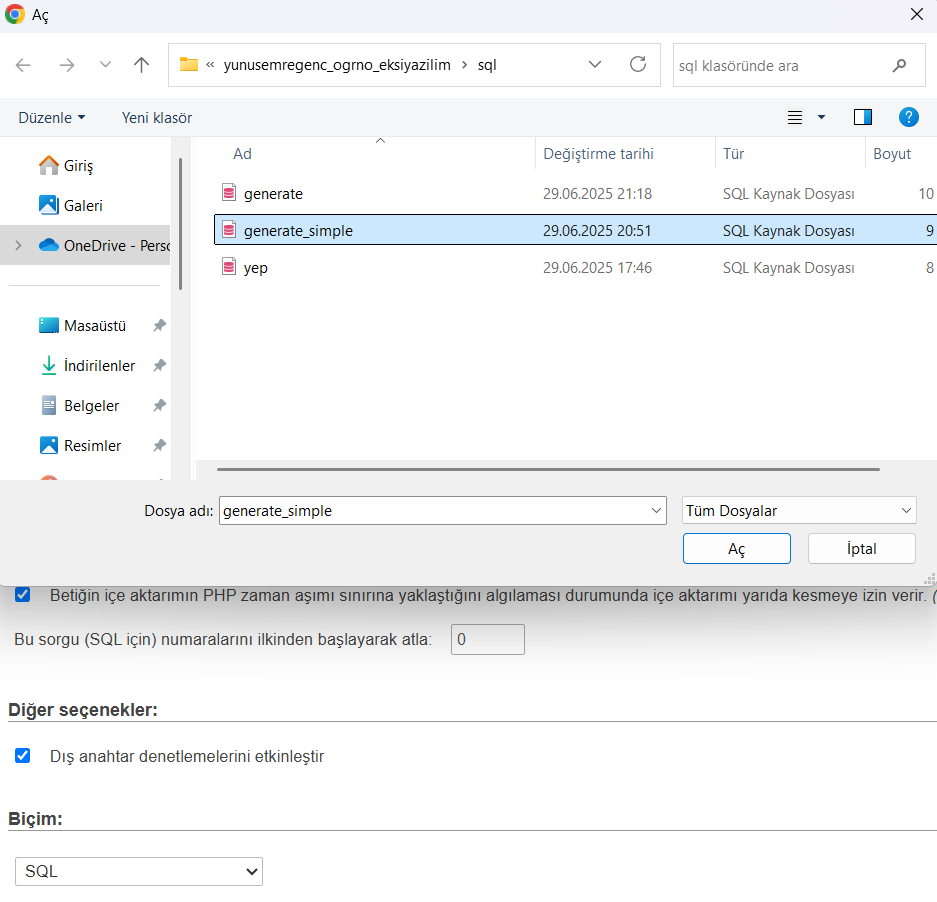 Aç
« yunusemregenc_ogrno_eksiyazilim › sql
sql klasöründe ara
Düzenle
Yeni klasör
Giriş
Galeri
OneDrive - Perso
Masaüstü
İndirilenler
Belgeler
Resimler
Ad Değiştirme tarihi Tür Boyut
generate 29.06.2025 21:18 SQL Kaynak Dosyası 10
generate_simple 29.06.2025 20:51 SQL Kaynak Dosyası 9
yep 29.06.2025 17:46 SQL Kaynak Dosyası 8
Dosya adı: generate_simple Tüm Dosyalar
Aç İptal
Betiğin içe aktarımın PHP zaman aşımı sınırına yaklaştığını algılaması durumunda içe aktarımı yarıda kesmeye izin verir. (
Bu sorgu (SQL için) numaralarını ilkinden başlayarak atla: 0
Diğer seçenekler:
Dış anahtar denetlemelerini etkinleştir
Biçim:
SQL